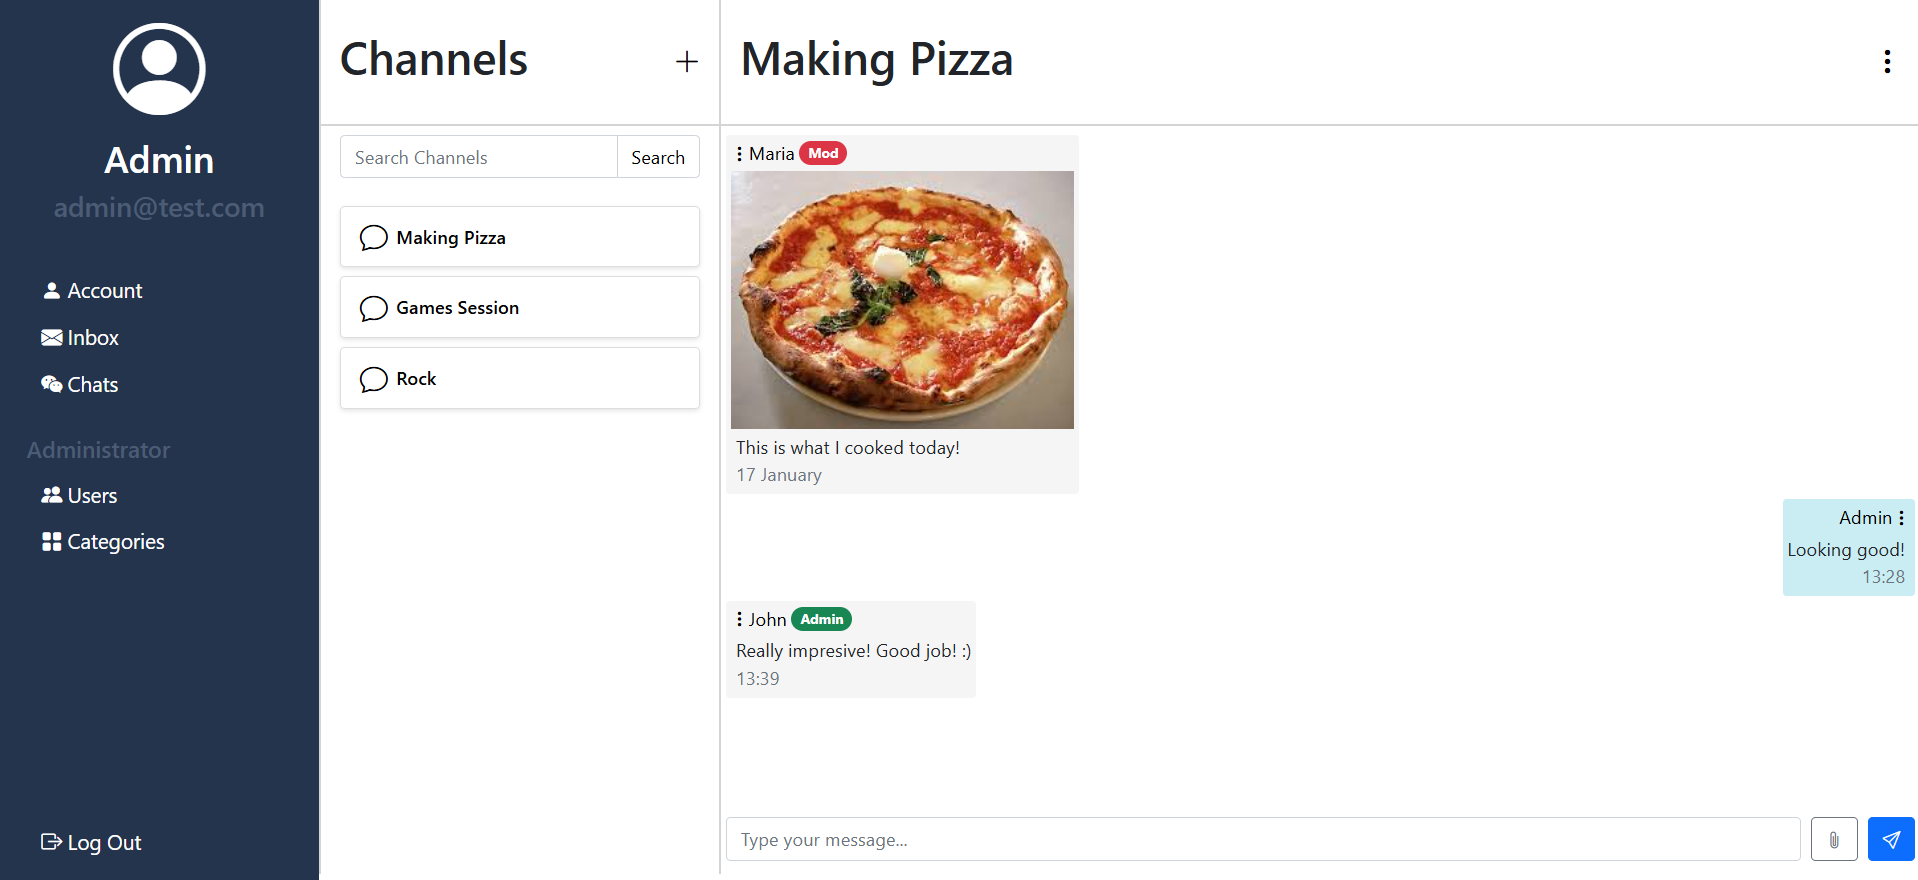 Admin
admin@test.com
Account
Inbox
Chats
Administrator
Users
Categories
Log Out
Channels
Search Channels
Search
Making Pizza
Games Session
Rock
Making Pizza
Maria Mod
This is what I cooked today!
17 January
Admin
Looking good!
13:28
John Admin
Really impresive! Good job! :)
13:39
Type your message...